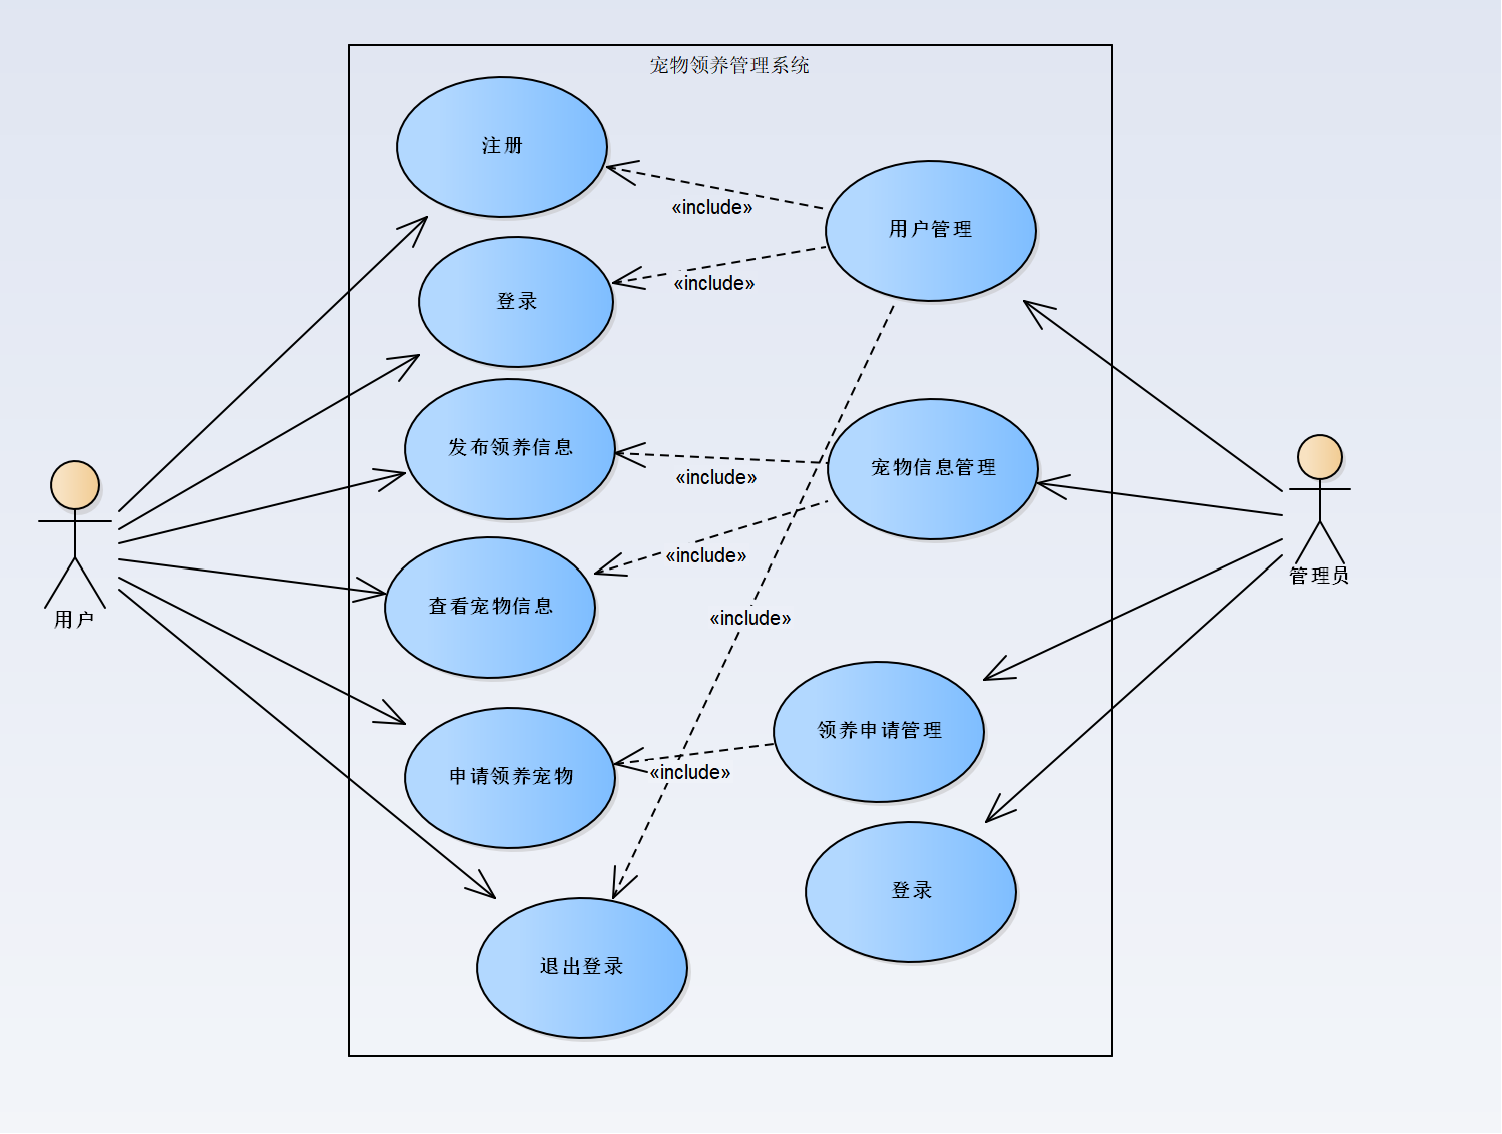 宠物领养管理系统
注册
«include»
用户管理
登录
«include»
发布领养信息
«include»
宠物信息管理
查看宠物信息
«include»
«include»
用户
管理员
申请领养宠物
«include»
领养申请管理
登录
退出登录